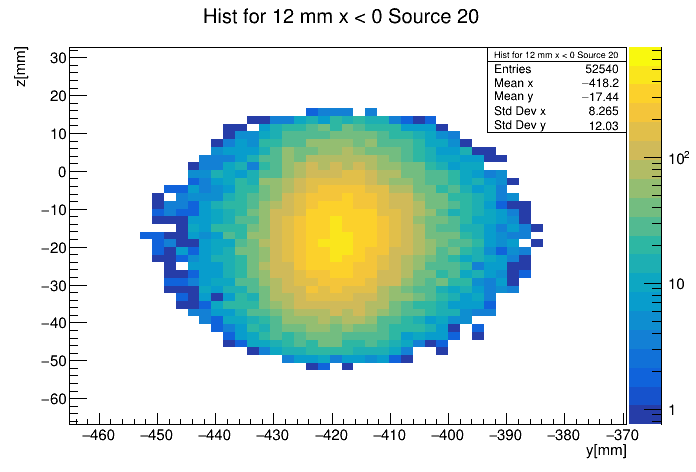 Hist for 12 mm x < 0 Source 20
z[mm]
30
20
10
0
−10
−20
−30
−40
−50
−60
Hist for 12 mm x < 0 Source 20
Entries 52540
Mean x −418.2
Mean y −17.44
Std Dev x 8.265
Std Dev y 12.03
10²
10
1
−460 −450 −440 −430 −420 −410 −400 −390 −380 −370
y[mm]